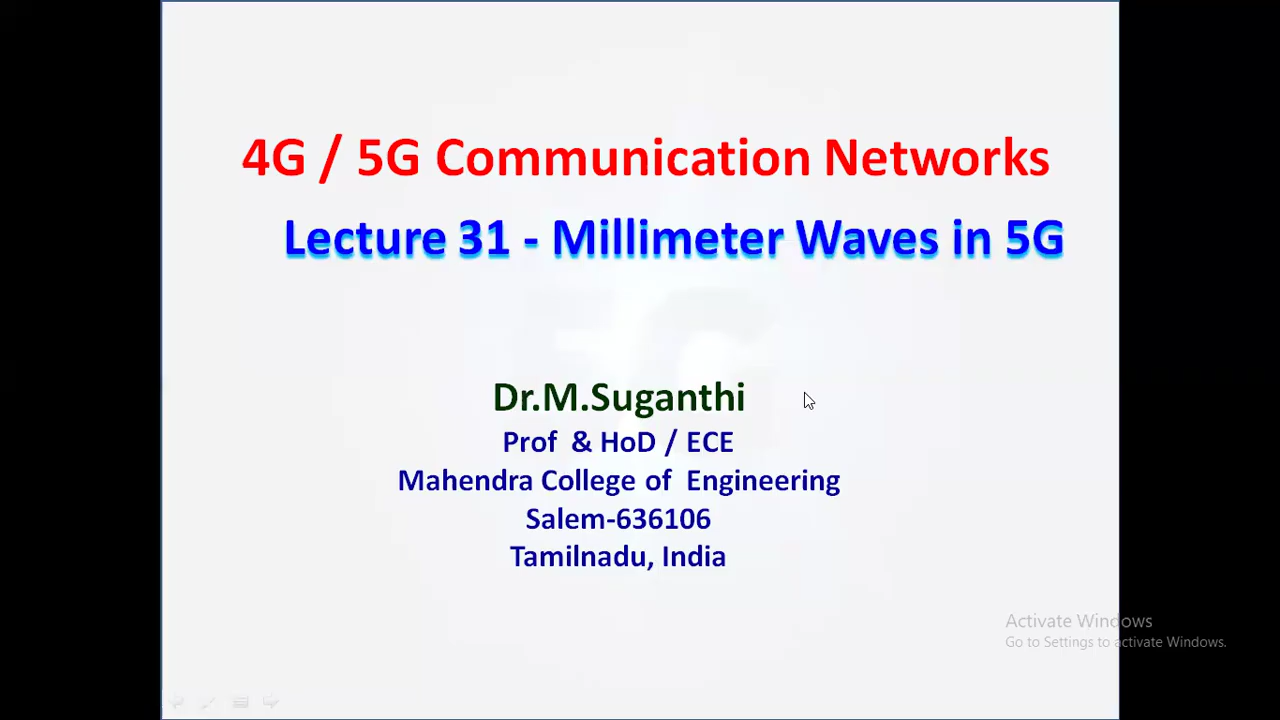 4G / 5G Communication Networks
Lecture 31 - Millimeter Waves in 5G
Dr.M.Suganthi
Prof & HoD / ECE
Mahendra College of Engineering
Salem-636106
Tamilnadu, India
Activate Windows
Go to Settings to activate Windows.